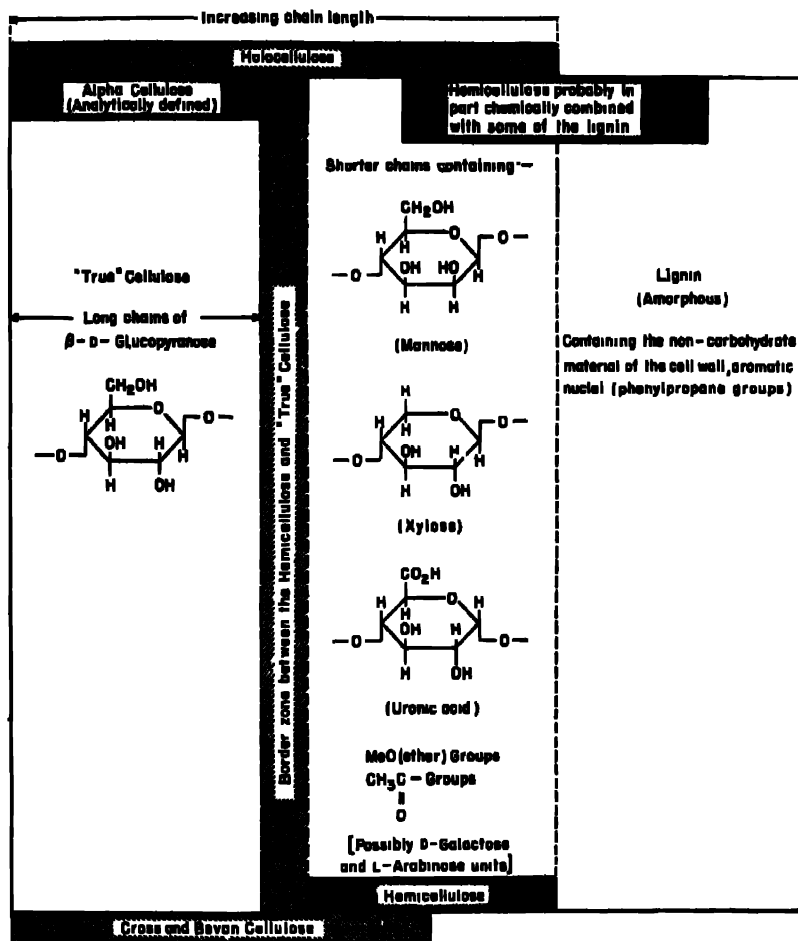 Increasing chain length
Holocellulose
Alpha Cellulose
(Analytically defined)
Hemicellulose probably in
part chemically combined
with some of the lignin
"True" Cellulose
Long chains of
β-D-Glucopyranose
CH₂OH
H
O
O
H
OH
H
H
O
H
OH
Border zone between the Hemicellulose and "True" Cellulose
Shorter chains containing:—
CH₂OH
H
O
O
H
OH
HO
H
O
H
H
(Mannose)
H
H
O
O
H
OH
H
H
O
H
OH
(Xylose)
CO₂H
H
O
H
H
OH
H
O
O
H
OH
(Uronic acid)
MeO(ether) Groups
CH₃C – Groups
O
[Possibly D-Galactose
and L-Arabinose units]
Hemicellulose
Lignin
(Amorphous)
Containing the non-carbohydrate
material of the cell wall, aromatic
nuclei (phenylpropane groups)
Cross and Bevan Cellulose